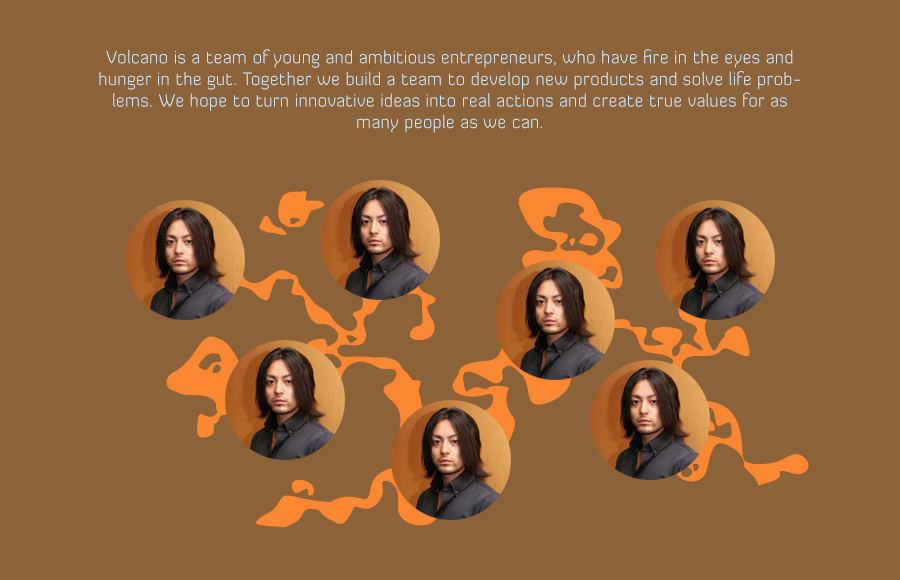 Volcano is a team of young and ambitious entrepreneurs, who have fire in the eyes and
hunger in the gut. Together we build a team to develop new products and solve life prob-
lems. We hope to turn innovative ideas into real actions and create true values for as
many people as we can.